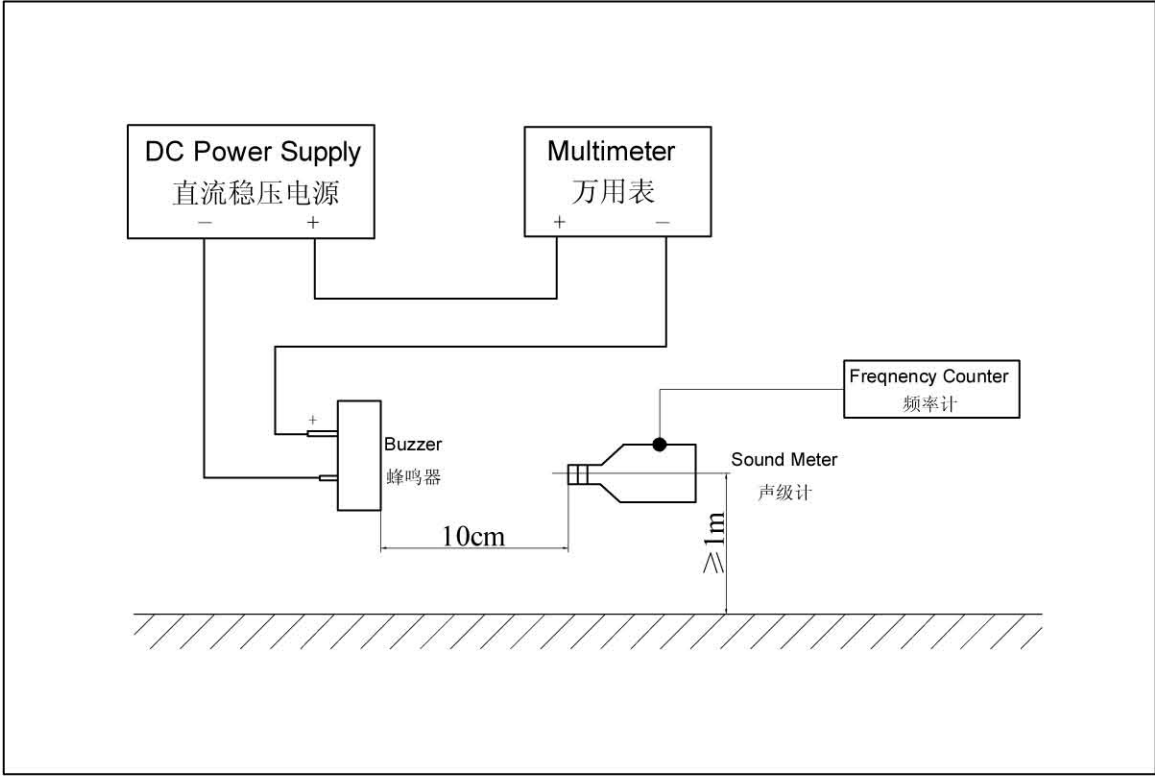 DC Power Supply
直流稳压电源
− +
Multimeter
万用表
+ −
Freqnency Counter
频率计
+
Buzzer
蜂鸣器
Sound Meter
声级计
10cm
⩾1m